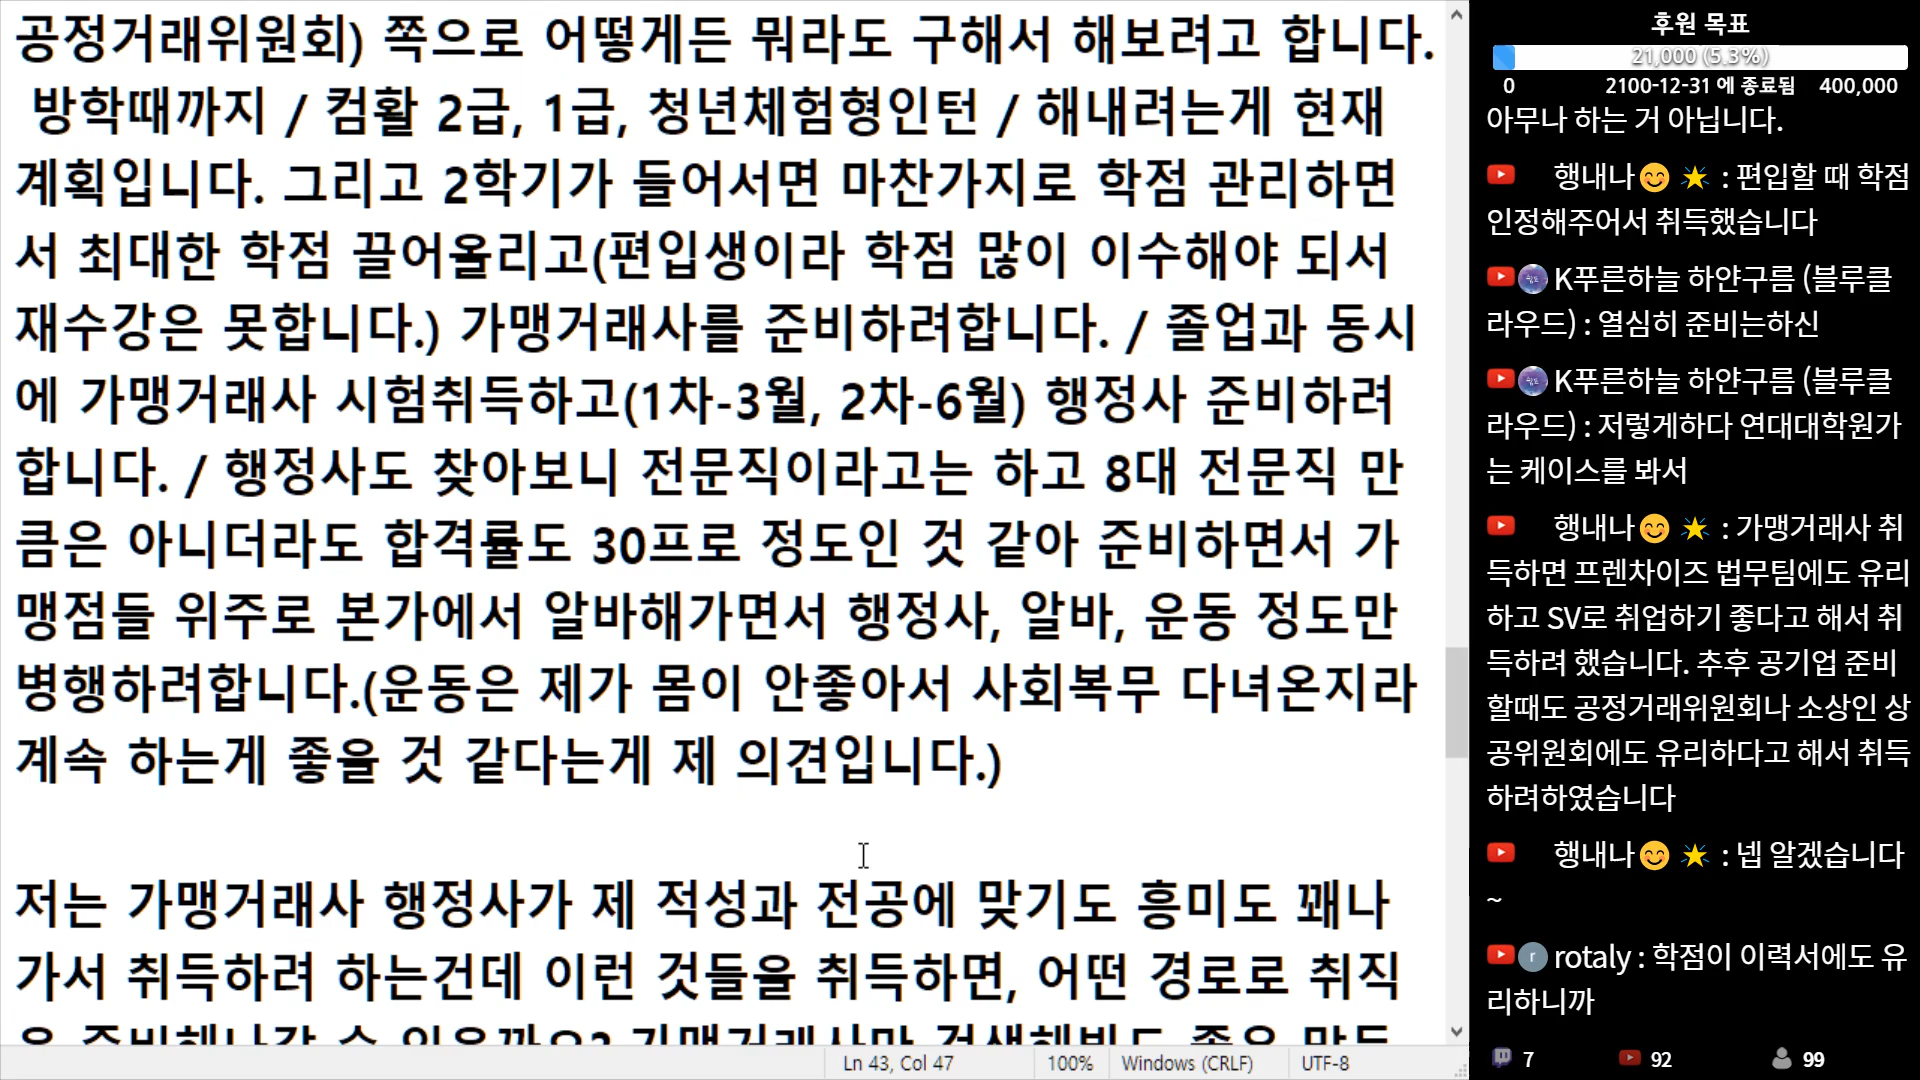 공정거래위원회) 쪽으로 어떻게든 뭐라도 구해서 해보려고 합니다.
방학때까지 / 컴활 2급, 1급, 청년체험형인턴 / 해내려는게 현재
계획입니다. 그리고 2학기가 들어서면 마찬가지로 학점 관리하면
서 최대한 학점 끌어올리고(편입생이라 학점 많이 이수해야 되서
재수강은 못합니다.) 가맹거래사를 준비하려합니다. / 졸업과 동시
에 가맹거래사 시험취득하고(1차-3월, 2차-6월) 행정사 준비하려
합니다. / 행정사도 찾아보니 전문직이라고는 하고 8대 전문직 만
큼은 아니더라도 합격률도 30프로 정도인 것 같아 준비하면서 가
맹점들 위주로 본가에서 알바해가면서 행정사, 알바, 운동 정도만
병행하려합니다.(운동은 제가 몸이 안좋아서 사회복무 다녀온지라
계속 하는게 좋을 것 같다는게 제 의견입니다.)
저는 가맹거래사 행정사가 제 적성과 전공에 맞기도 흥미도 꽤나
가서 취득하려 하는건데 이런 것들을 취득하면, 어떤 경로로 취직
Ln 43, Col 47
100%
Windows (CRLF)
UTF-8
후원 목표
21,000 (5.3%)
0 2100-12-31 에 종료됨 400,000
아무나 하는 거 아닙니다.
행내나😊 ★ : 편입할 때 학점
인정해주어서 취득했습니다
K푸른하늘 하얀구름 (블루클
라우드) : 열심히 준비는하신
K푸른하늘 하얀구름 (블루클
라우드) : 저렇게하다 연대대학원가
는 케이스를 봐서
행내나😊 ★ : 가맹거래사 취
득하면 프렌차이즈 법무팀에도 유리
하고 SV로 취업하기 좋다고 해서 취
득하려 했습니다. 추후 공기업 준비
할때도 공정거래위원회나 소상인 상
공위원회에도 유리하다고 해서 취득
하려하였습니다
행내나😊 ★ : 넵 알겠습니다
~
r rotaly : 학점이 이력서에도 유
리하니까
7 92 99